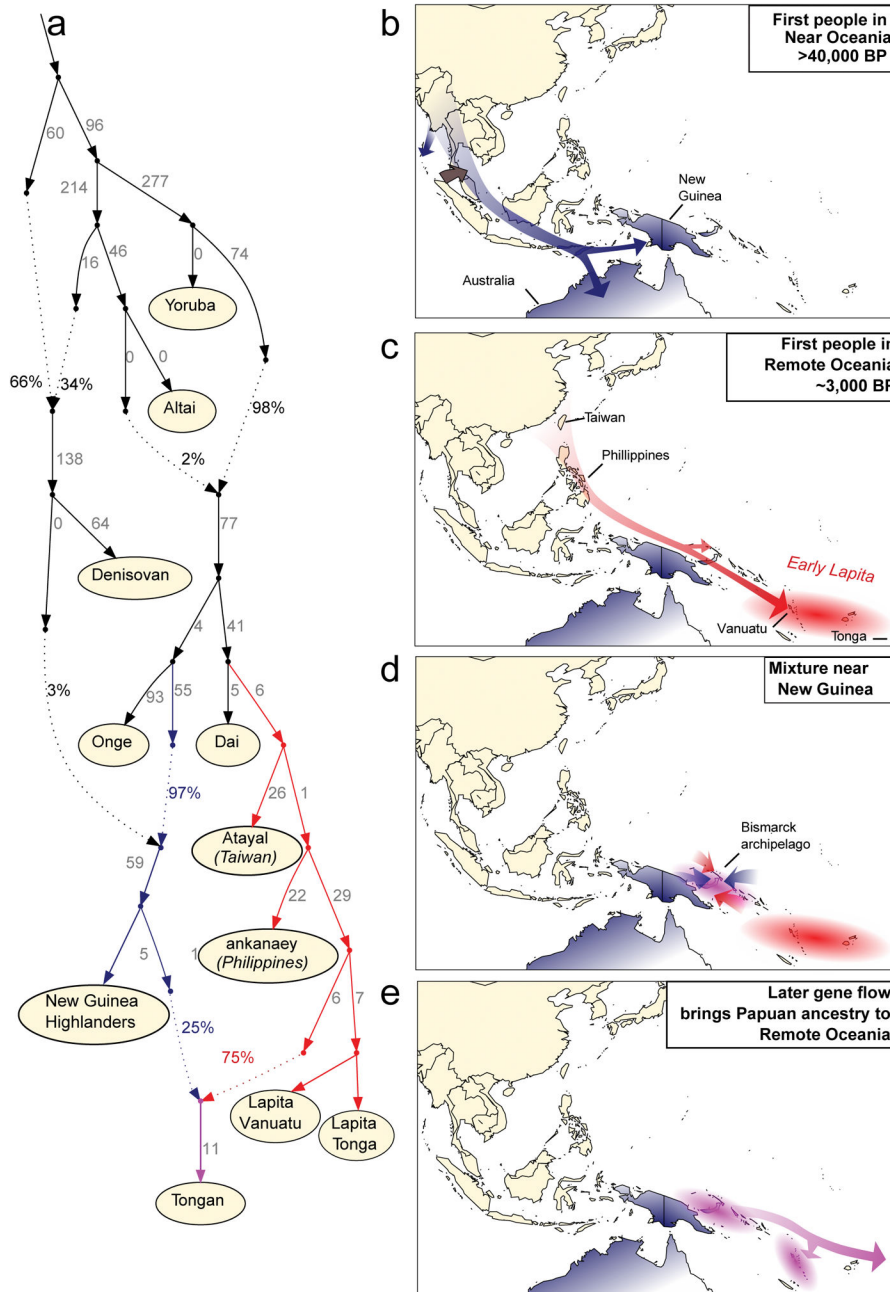 a
60
96
214
277
16
46
0
74
Yoruba
0
0
66%
34%
Altai
98%
138
2%
0
64
77
Denisovan
4
41
3%
93
55
5
6
Onge
Dai
97%
26
1
Atayal
(Taiwan)
59
22
29
5
1
ankanaey
(Philippines)
New Guinea
Highlanders
6
7
25%
75%
Lapita
Vanuatu
Lapita
Tonga
11
Tongan
b
First people in
Near Oceania
>40,000 BP
New
Guinea
Australia
c
First people in
Remote Oceania
~3,000 BP
Taiwan
Phillippines
Early Lapita
Vanuatu
Tonga
d
Mixture near
New Guinea
Bismarck
archipelago
e
Later gene flow
brings Papuan ancestry to
Remote Oceania